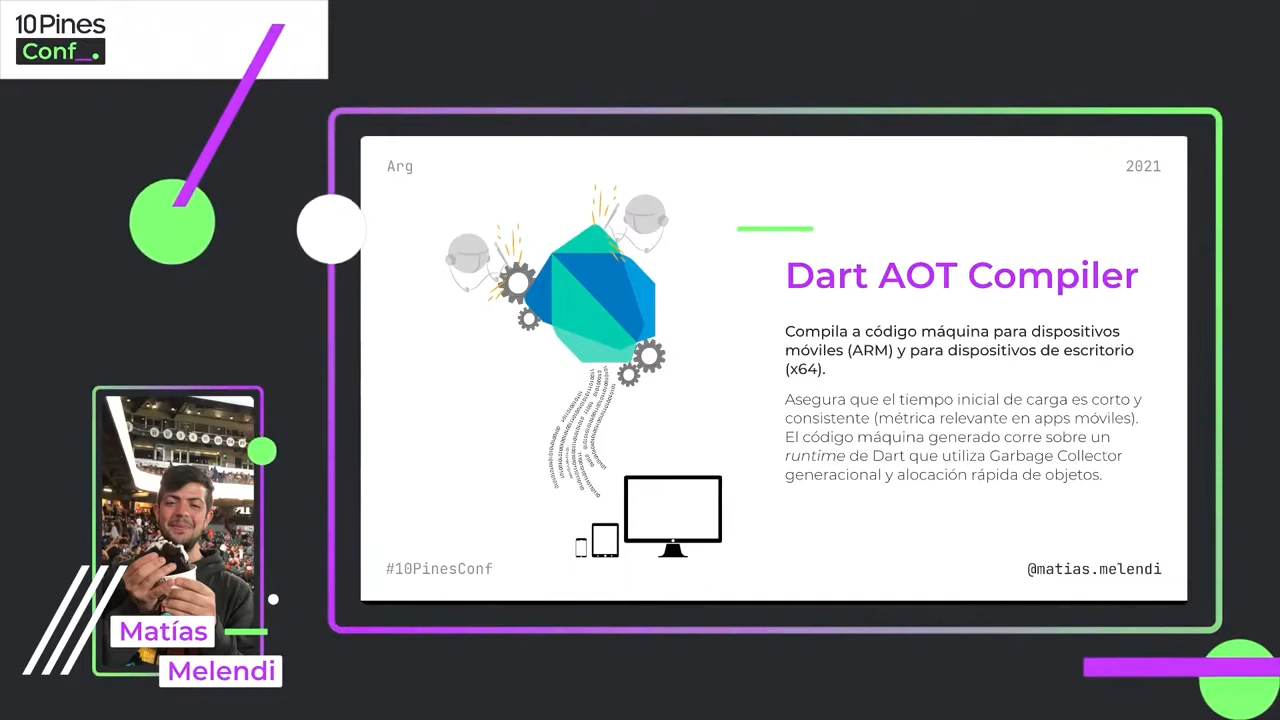 10Pines
Conf_.
Arg
2021
Dart AOT Compiler
Compila a código máquina para dispositivos
móviles (ARM) y para dispositivos de escritorio
(x64).
Asegura que el tiempo inicial de carga es corto y
consistente (métrica relevante en apps móviles).
El código máquina generado corre sobre un
runtime de Dart que utiliza Garbage Collector
generacional y alocación rápida de objetos.
#10PinesConf
@matias.melendi
Matías
Melendi